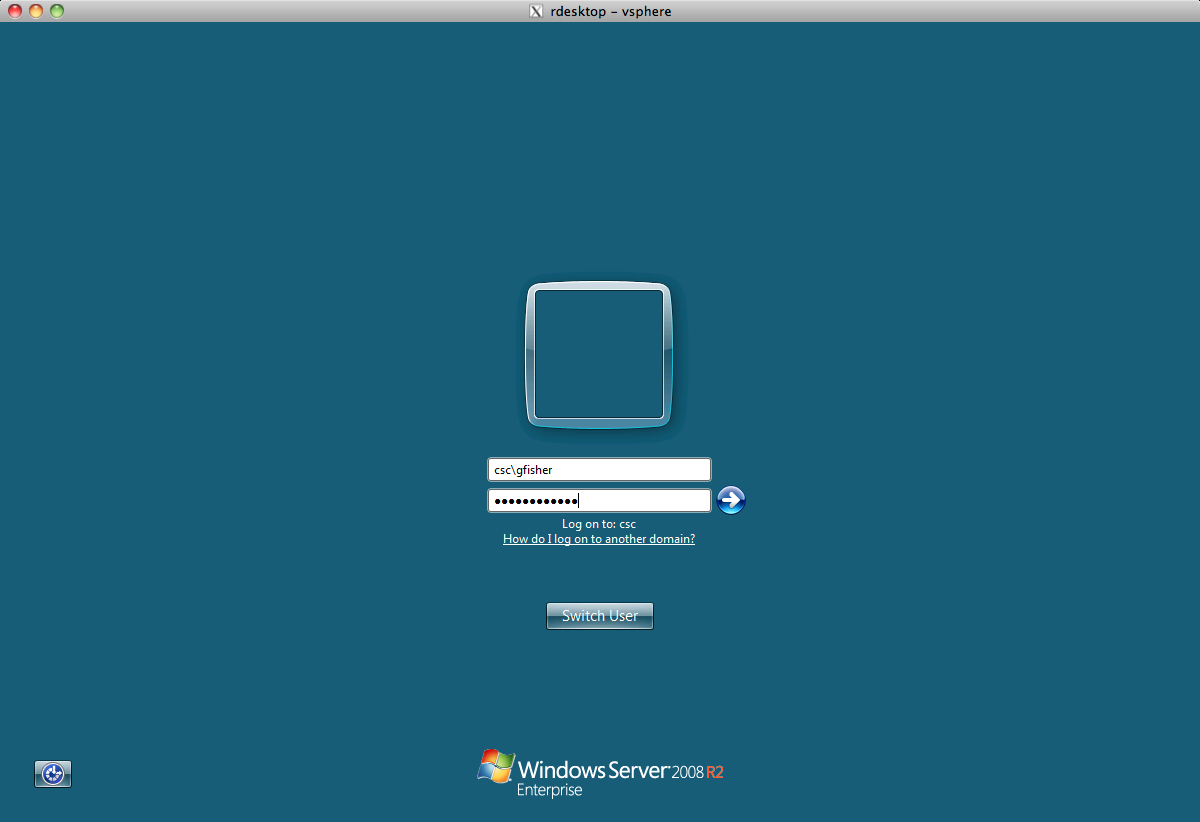 rdesktop – vsphere
csc\gfisher
●●●●●●●●●●●●
Log on to: csc
How do I log on to another domain?
Switch User
Windows Server 2008 R2
Enterprise